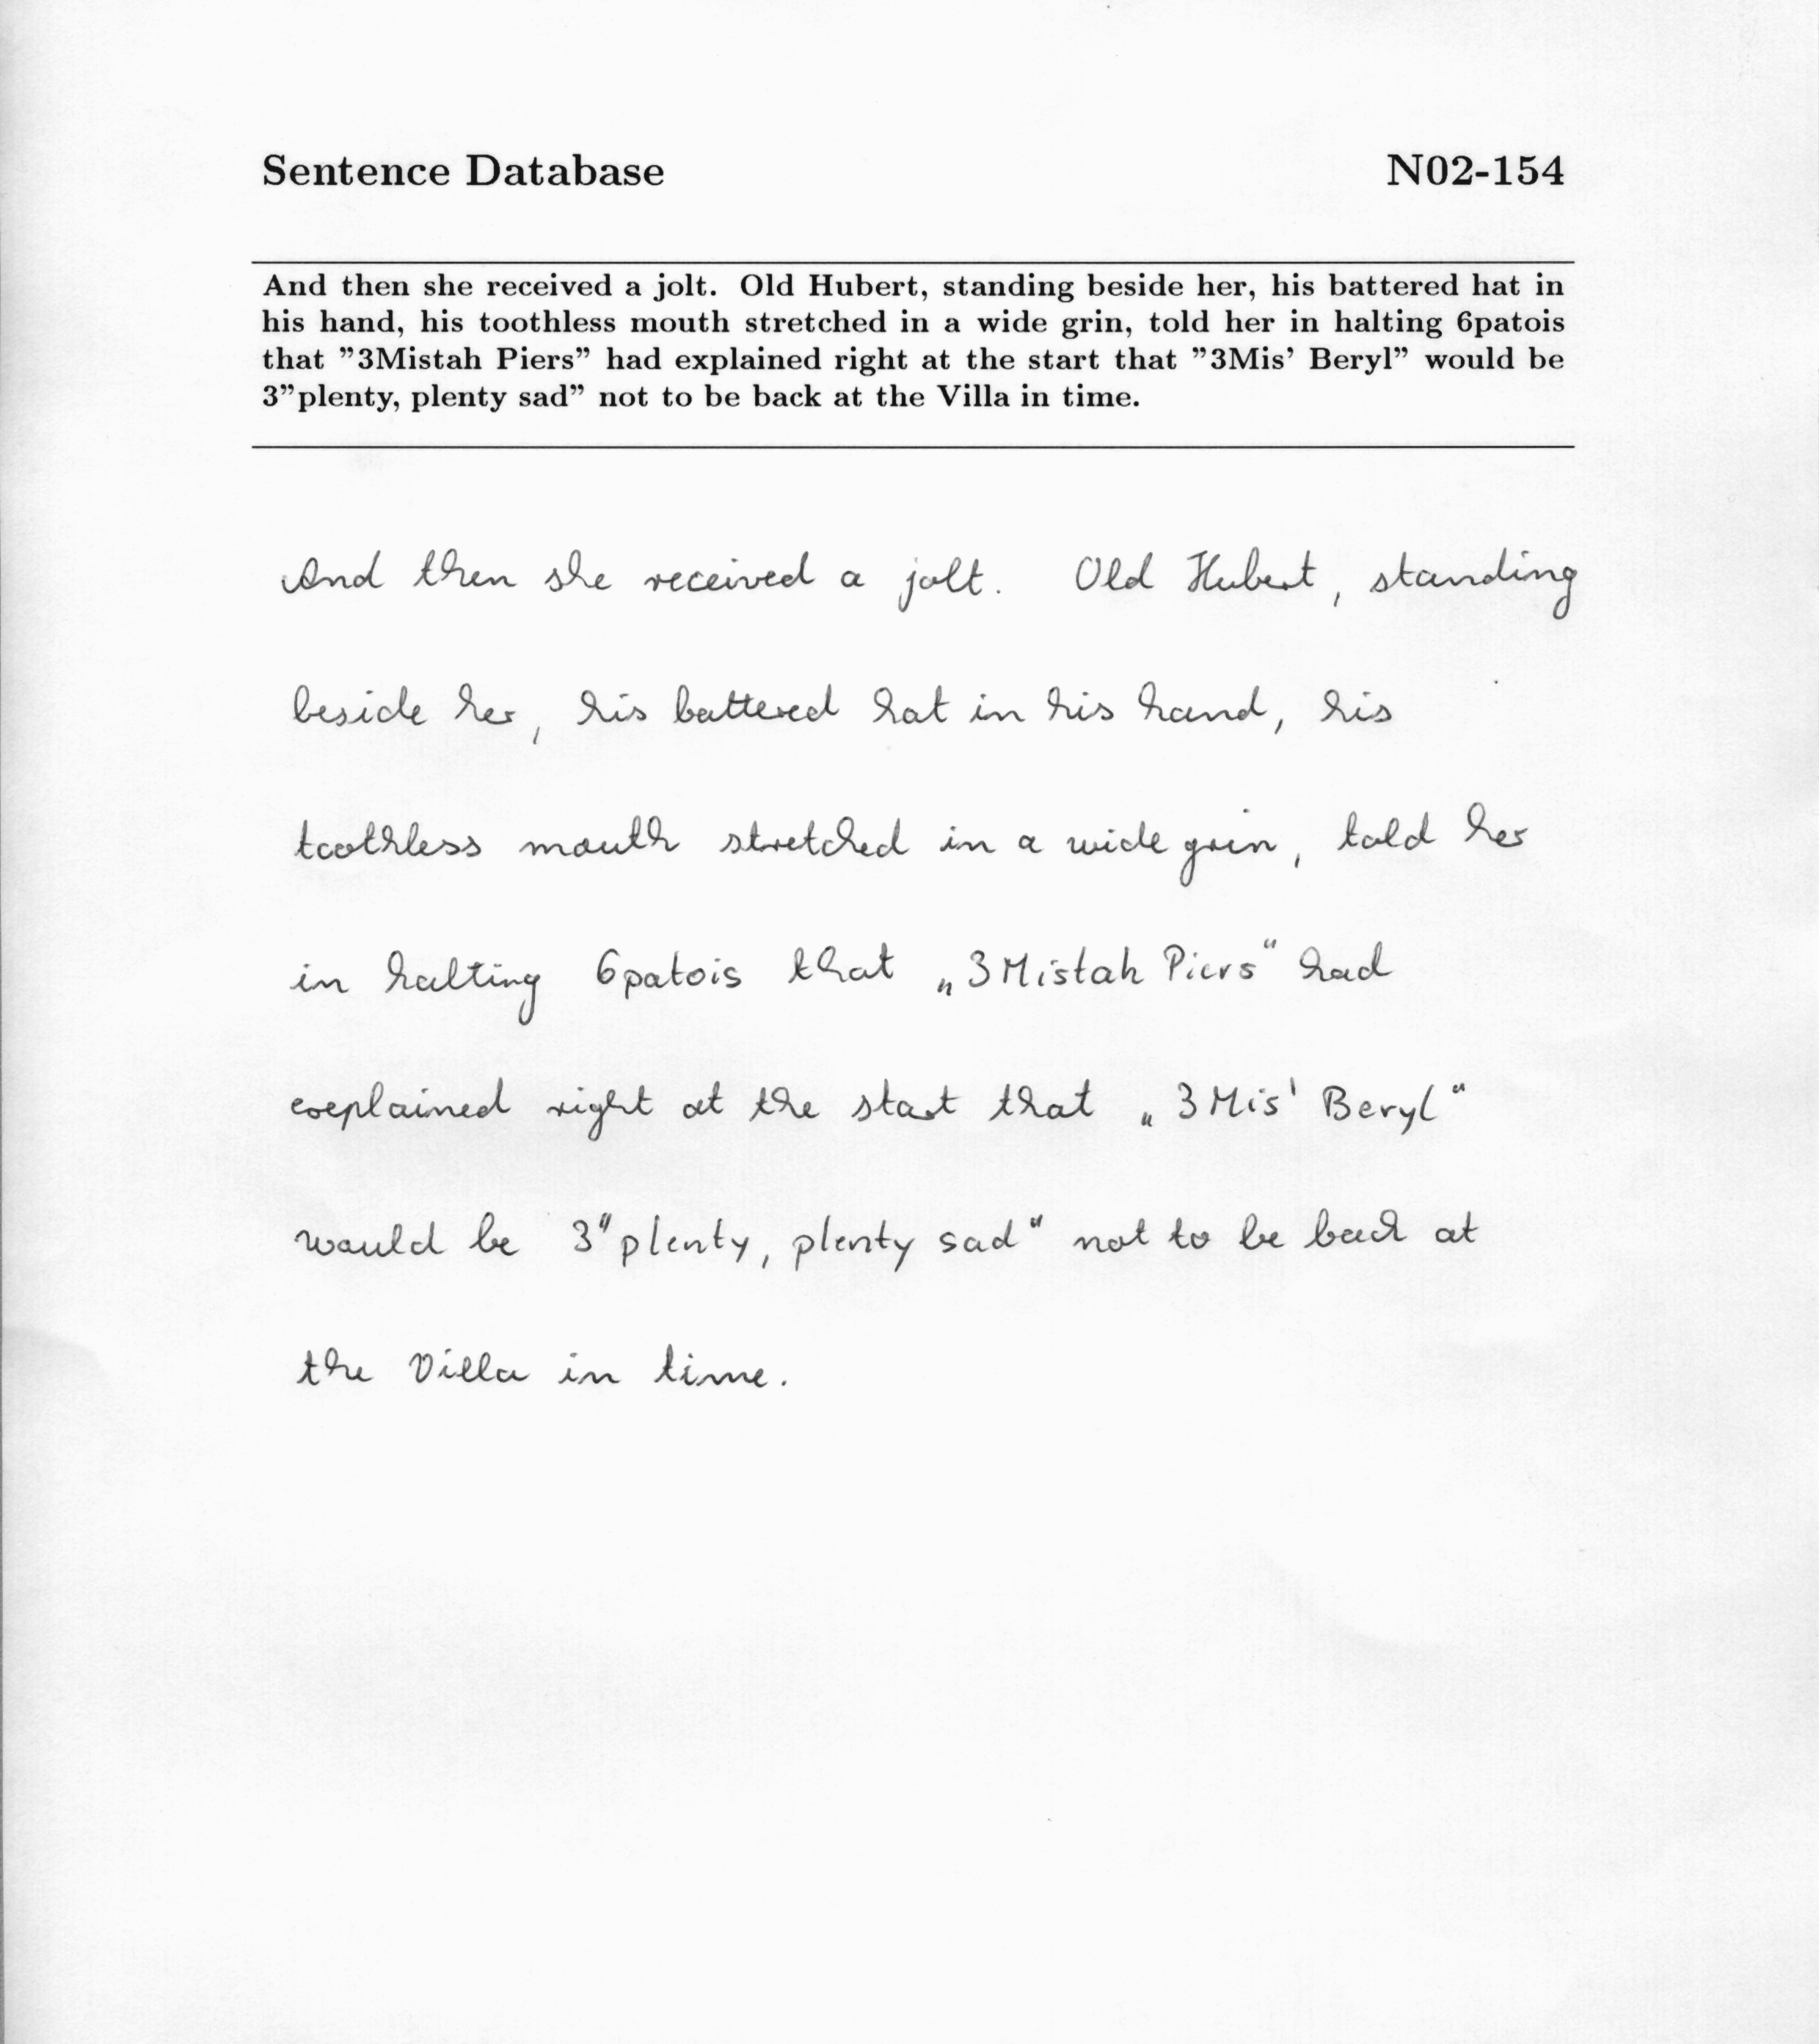 Sentence Database N02-154
And then she received a jolt. Old Hubert, standing beside her, his battered hat in
his hand, his toothless mouth stretched in a wide grin, told her in halting 6patois
that ”3Mistah Piers” had explained right at the start that ”3Mis’ Beryl” would be
3”plenty, plenty sad” not to be back at the Villa in time.
And then she received a jolt. Old Hubert, standing
beside her, his battered hat in his hand, his
toothless mouth stretched in a wide grin, told her
in halting 6patois that „3Mistah Piers“ had
explained right at the start that „3Mis' Beryl“
would be 3"plenty, plenty sad" not to be back at
the Villa in time.